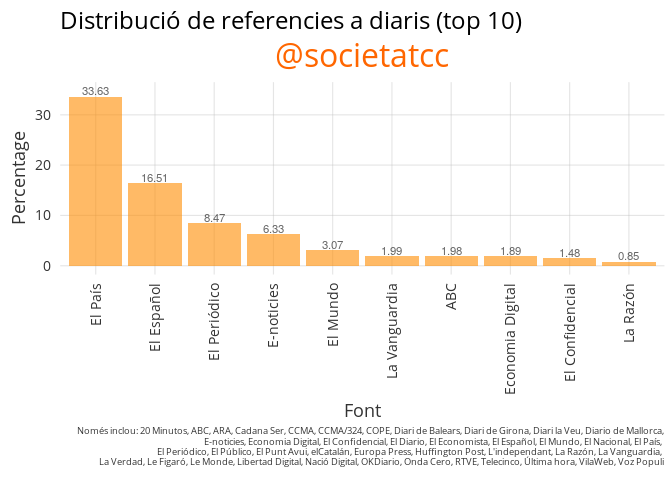 Distribució de referencies a diaris (top 10)
@societatcc
Percentage
30
20
10
0
33.63
16.51
8.47
6.33
3.07
1.99
1.98
1.89
1.48
0.85
El País
El Español
El Periódico
E-noticies
El Mundo
La Vanguardia
ABC
Economia Digital
El Confidencial
La Razón
Font
Només inclou: 20 Minutos, ABC, ARA, Cadana Ser, CCMA, CCMA/324, COPE, Diari de Balears, Diari de Girona, Diari la Veu, Diario de Mallorca,
E-noticies, Economia Digital, El Confidencial, El Diario, El Economista, El Español, El Mundo, El Nacional, El País,
El Periódico, El Público, El Punt Avui, elCatalán, Europa Press, Huffington Post, L'independant, La Razón, La Vanguardia,
La Verdad, Le Figaró, Le Monde, Libertad Digital, Nació Digital, OKDiario, Onda Cero, RTVE, Telecinco, Última hora, VilaWeb, Voz Populi